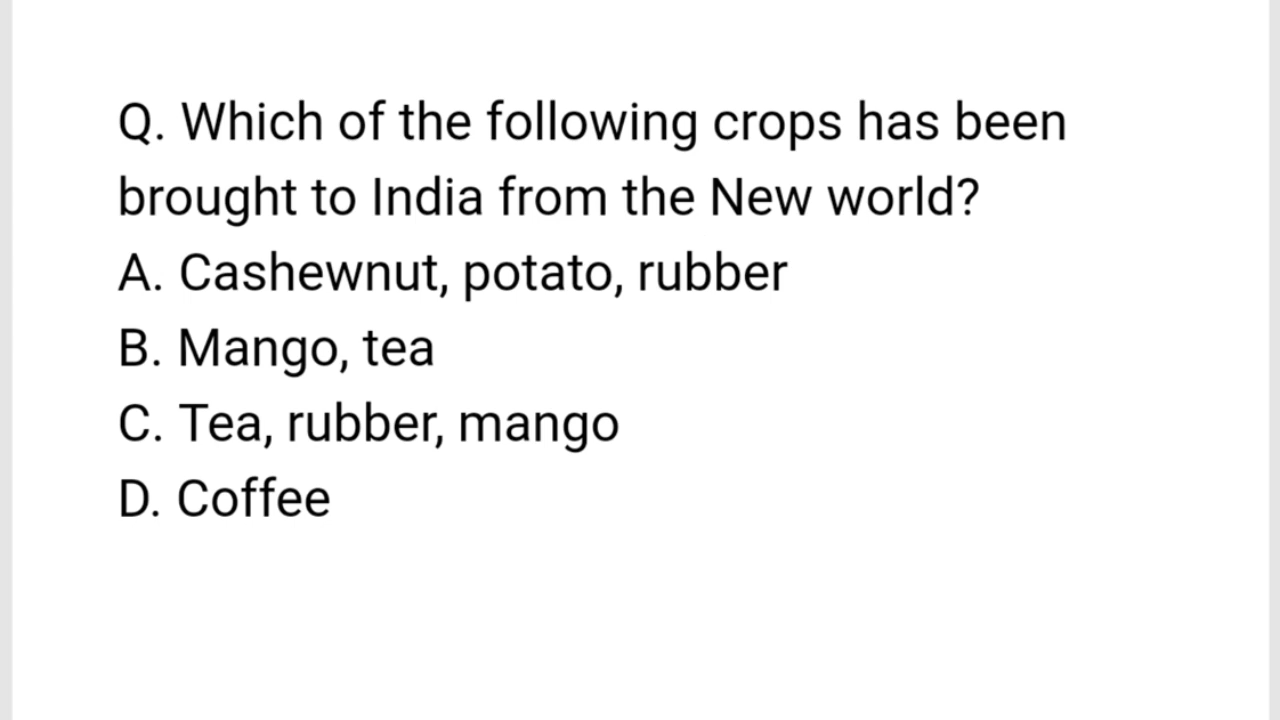 Q. Which of the following crops has been
brought to India from the New world?
A. Cashewnut, potato, rubber
B. Mango, tea
C. Tea, rubber, mango
D. Coffee